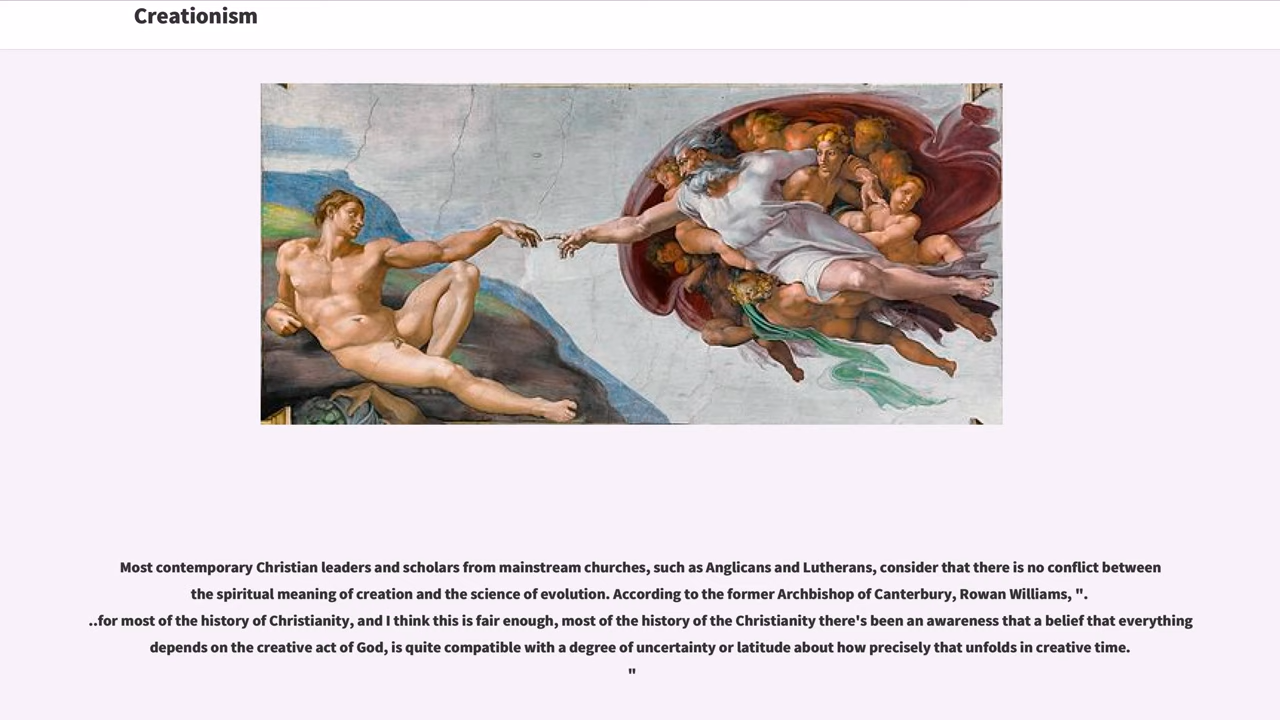 Creationism
Most contemporary Christian leaders and scholars from mainstream churches, such as Anglicans and Lutherans, consider that there is no conflict between
the spiritual meaning of creation and the science of evolution. According to the former Archbishop of Canterbury, Rowan Williams, ".
..for most of the history of Christianity, and I think this is fair enough, most of the history of the Christianity there's been an awareness that a belief that everything
depends on the creative act of God, is quite compatible with a degree of uncertainty or latitude about how precisely that unfolds in creative time.
"